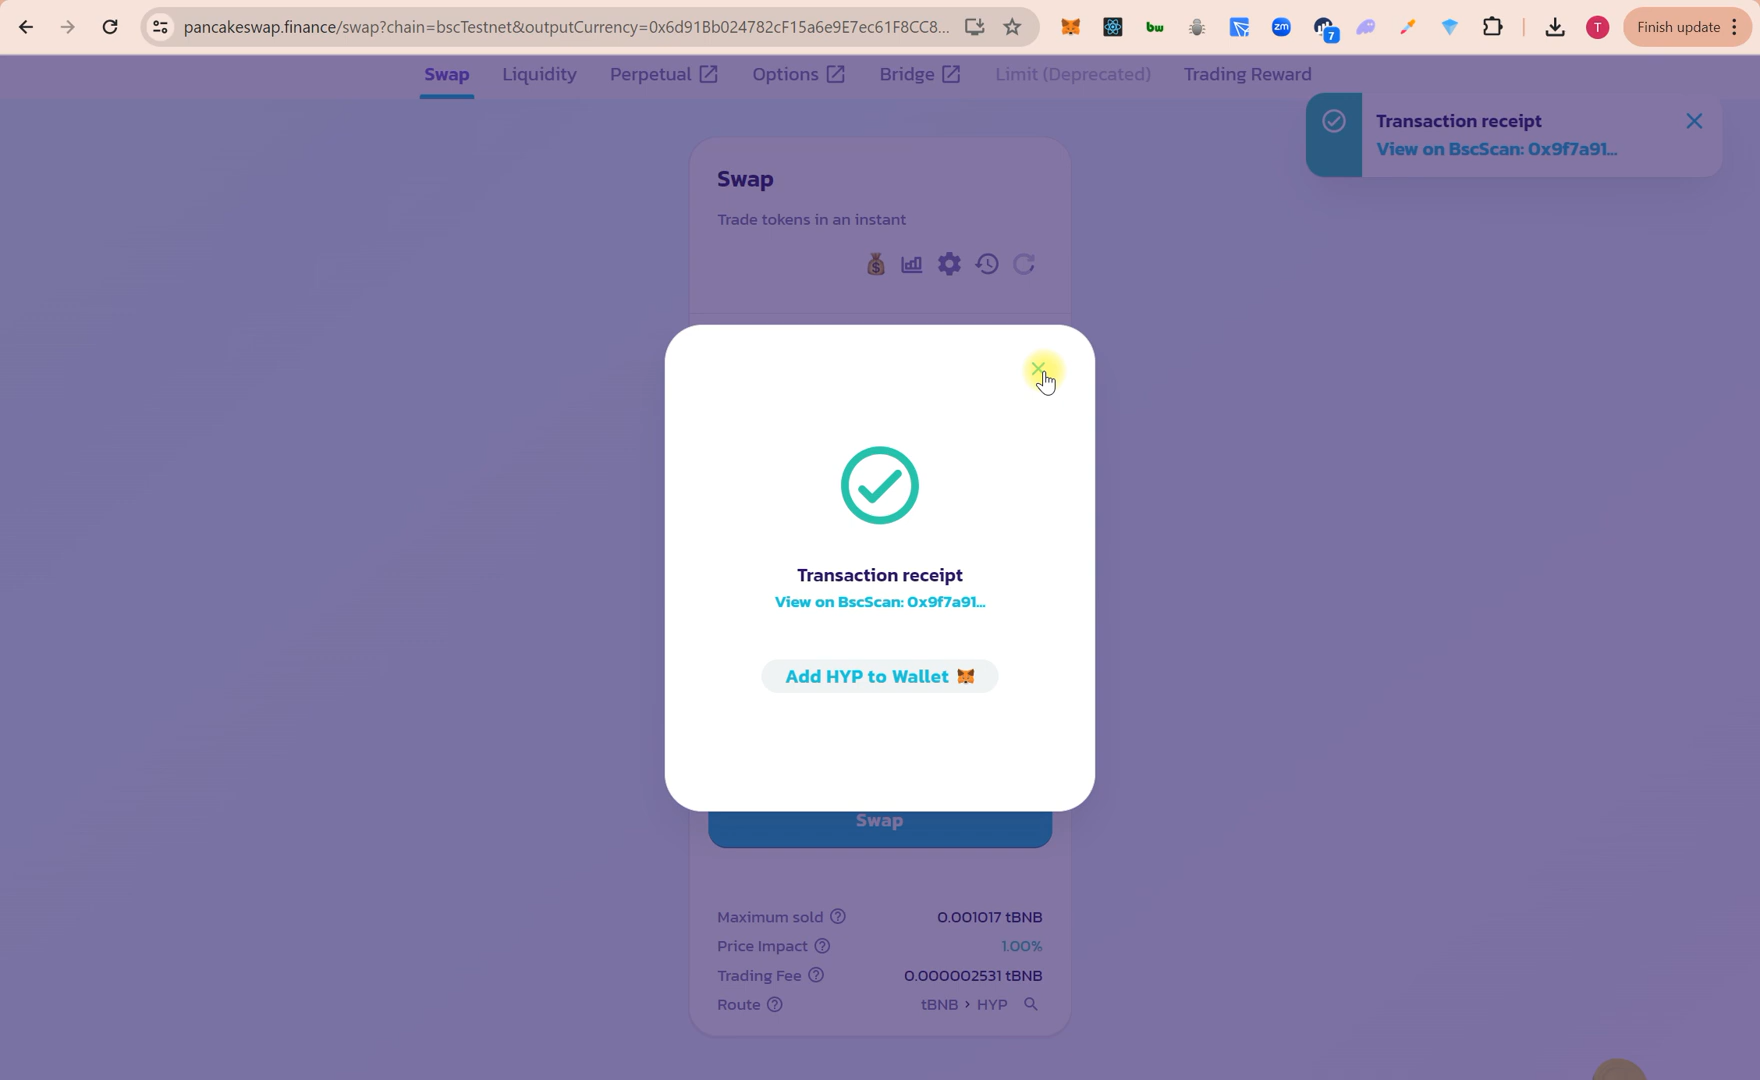 pancakeswap.finance/swap?chain=bscTestnet&outputCurrency=0x6d91Bb024782cF15a6e9E7ec61F8CC8...
bw
zm
7
T
Finish update
Swap
Liquidity
Perpetual
Options
Bridge
Limit (Deprecated)
Trading Reward
Transaction receipt
View on BscScan: 0x9f7a91...
Swap
Trade tokens in an instant
Transaction receipt
View on BscScan: 0x9f7a91...
Add HYP to Wallet
Swap
Maximum sold
0.001017 tBNB
Price Impact
1.00%
Trading Fee
0.000002531 tBNB
Route
tBNB > HYP